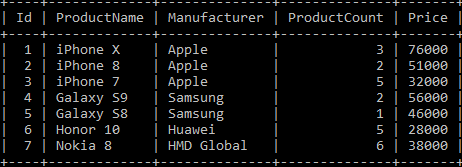 | Id | ProductName | Manufacturer | ProductCount | Price |
| 1 | iPhone X | Apple | 3 | 76000 |
| 2 | iPhone 8 | Apple | 2 | 51000 |
| 3 | iPhone 7 | Apple | 5 | 32000 |
| 4 | Galaxy S9 | Samsung | 2 | 56000 |
| 5 | Galaxy S8 | Samsung | 1 | 46000 |
| 6 | Honor 10 | Huawei | 5 | 28000 |
| 7 | Nokia 8 | HMD Global | 6 | 38000 |